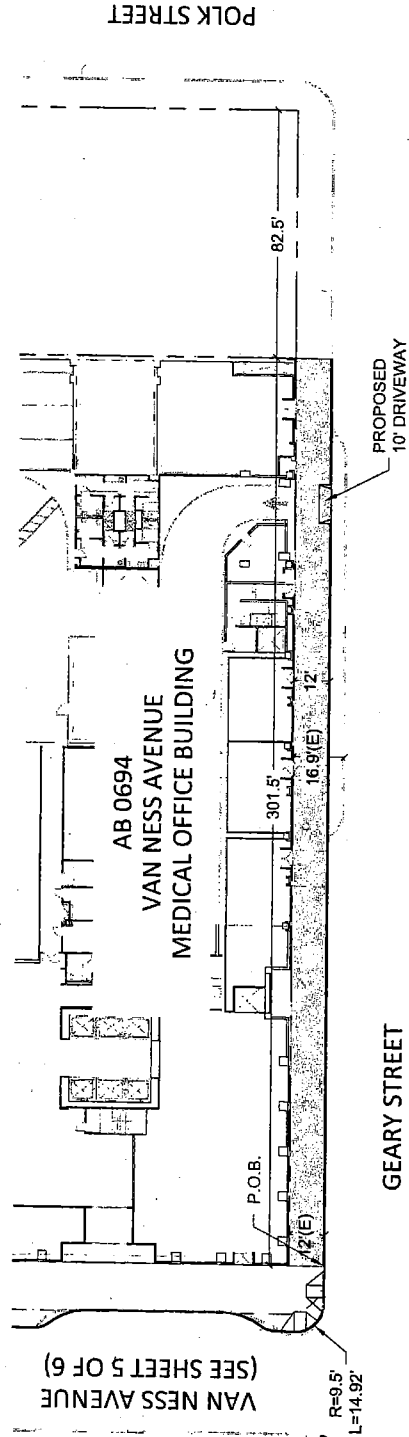 POLK STREET
82.5'
PROPOSED
10' DRIVEWAY
AB 0694
VAN NESS AVENUE
MEDICAL OFFICE BUILDING
301.5'
12'
16.9'(E)
GEARY STREET
P.O.B.
12'(E)
VAN NESS AVENUE
(SEE SHEET 5 OF 6)
R=9.5'
L=14.92'